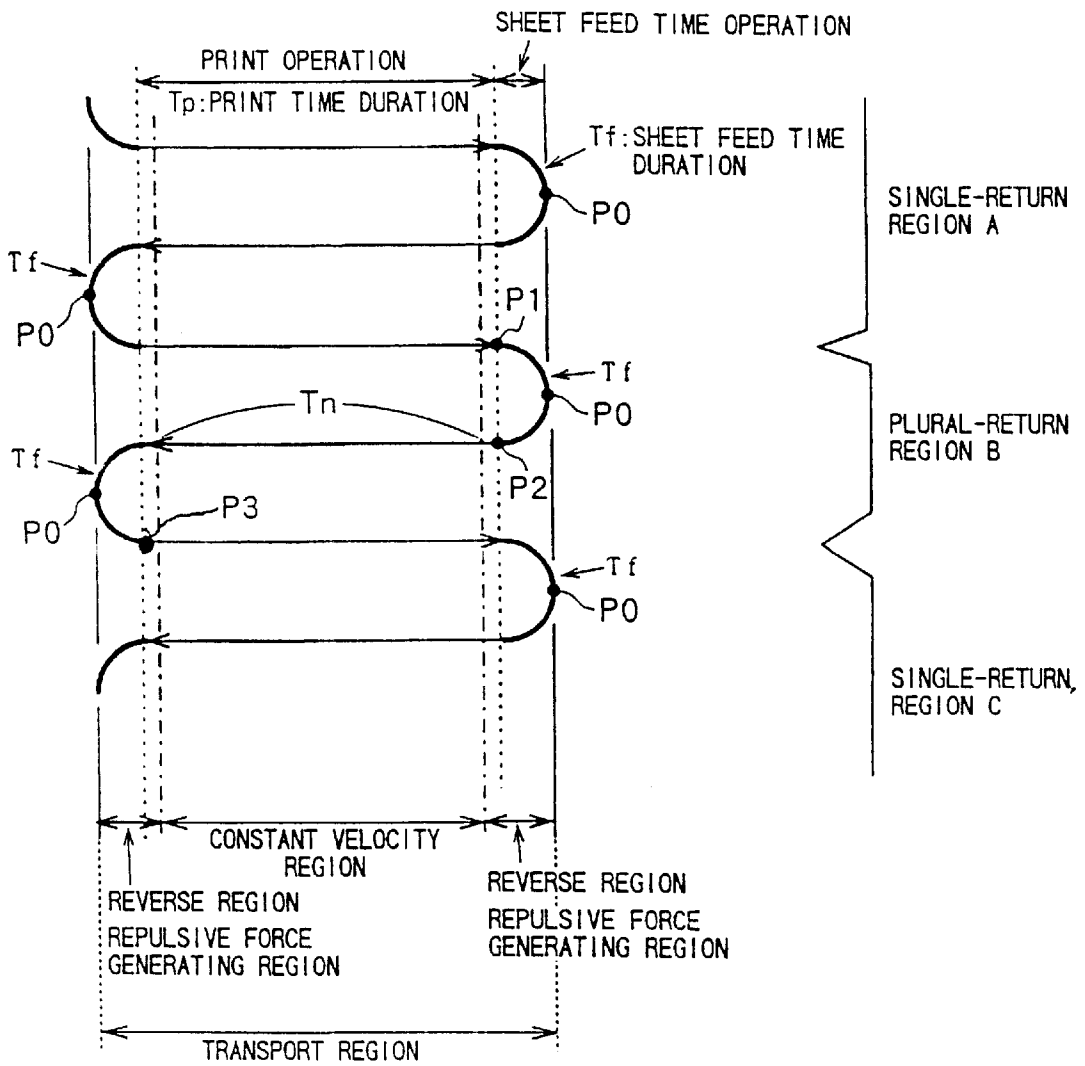 SHEET FEED TIME OPERATION
PRINT OPERATION
Tp:PRINT TIME DURATION
Tf:SHEET FEED TIME
DURATION
P0
SINGLE-RETURN
REGION A
Tf
P0
P1
Tf
P0
Tn
PLURAL-RETURN
REGION B
Tf
P2
P0
P3
Tf
P0
SINGLE-RETURN,
REGION C
CONSTANT VELOCITY
REGION
REVERSE REGION
REPULSIVE FORCE
GENERATING REGION
REVERSE REGION
REPULSIVE FORCE
GENERATING REGION
TRANSPORT REGION